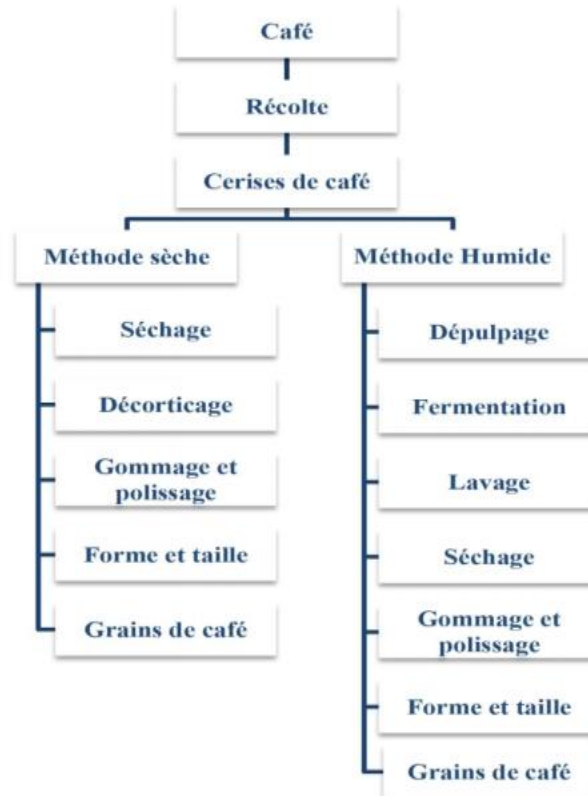 Café
Récolte
Cerises de café
Méthode sèche
Séchage
Décorticage
Gommage et
polissage
Forme et taille
Grains de café
Méthode Humide
Dépulpage
Fermentation
Lavage
Séchage
Gommage et
polissage
Forme et taille
Grains de café